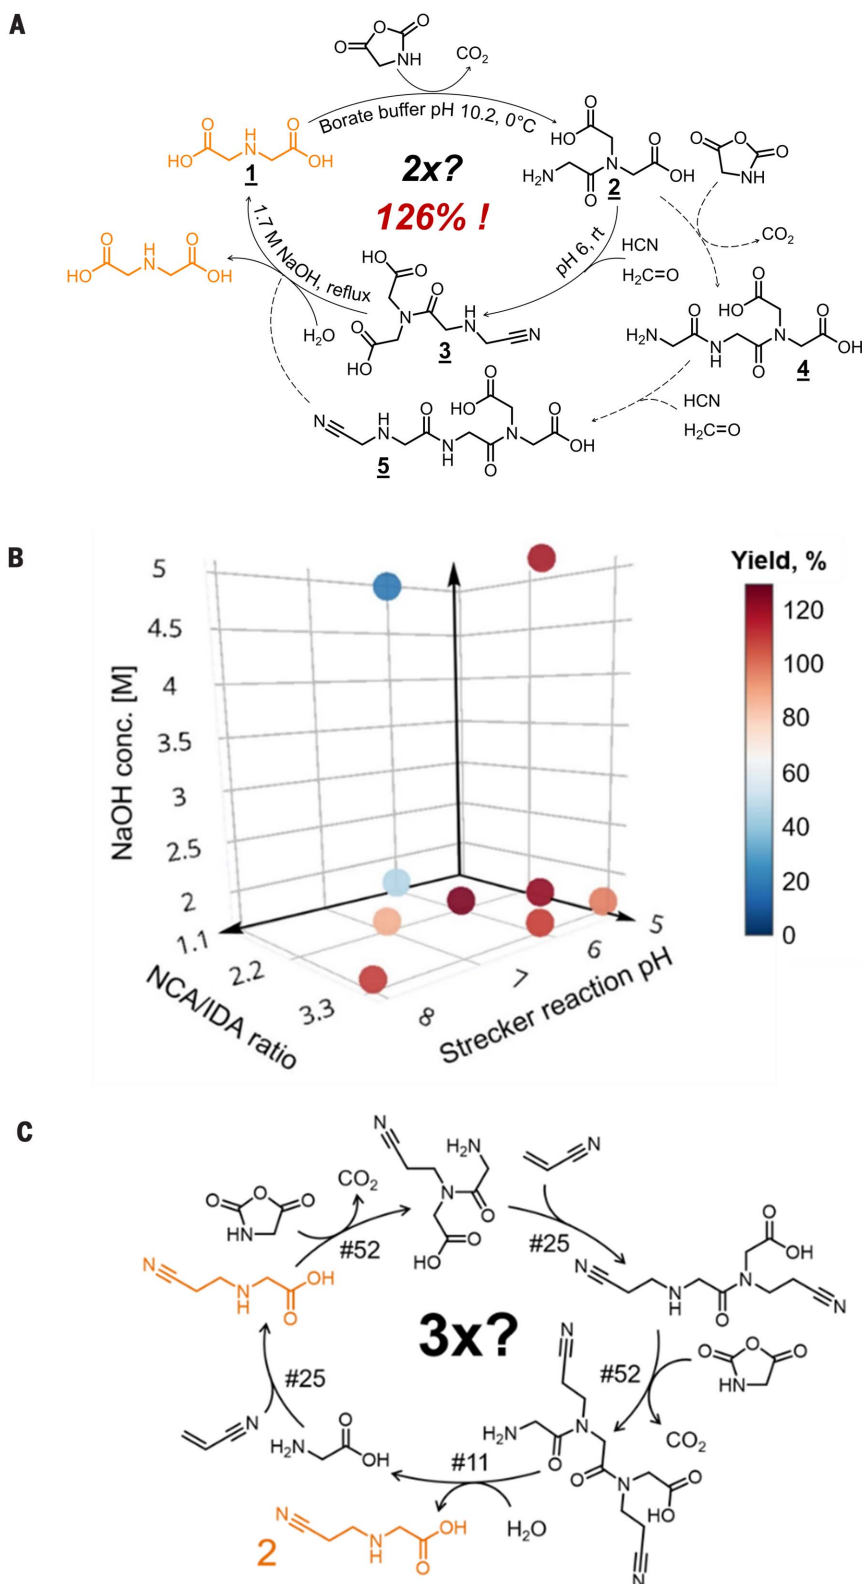 A
CO₂
Borate buffer pH 10.2, 0°C
1
2x?
126% !
2
CO₂
1.7 M NaOH, reflux
pH 6, rt
HCN
H₂C=O
H₂O
3
4
HCN
H₂C=O
5
B
Yield, %
120
100
80
60
40
20
0
NaOH conc. [M]
5
4.5
4
3.5
3
2.5
2
1.1
2.2
3.3
NCA/IDA ratio
8
7
6
5
Strecker reaction pH
C
CO₂
#52
#25
3x?
#52
CO₂
#25
#11
H₂O
2